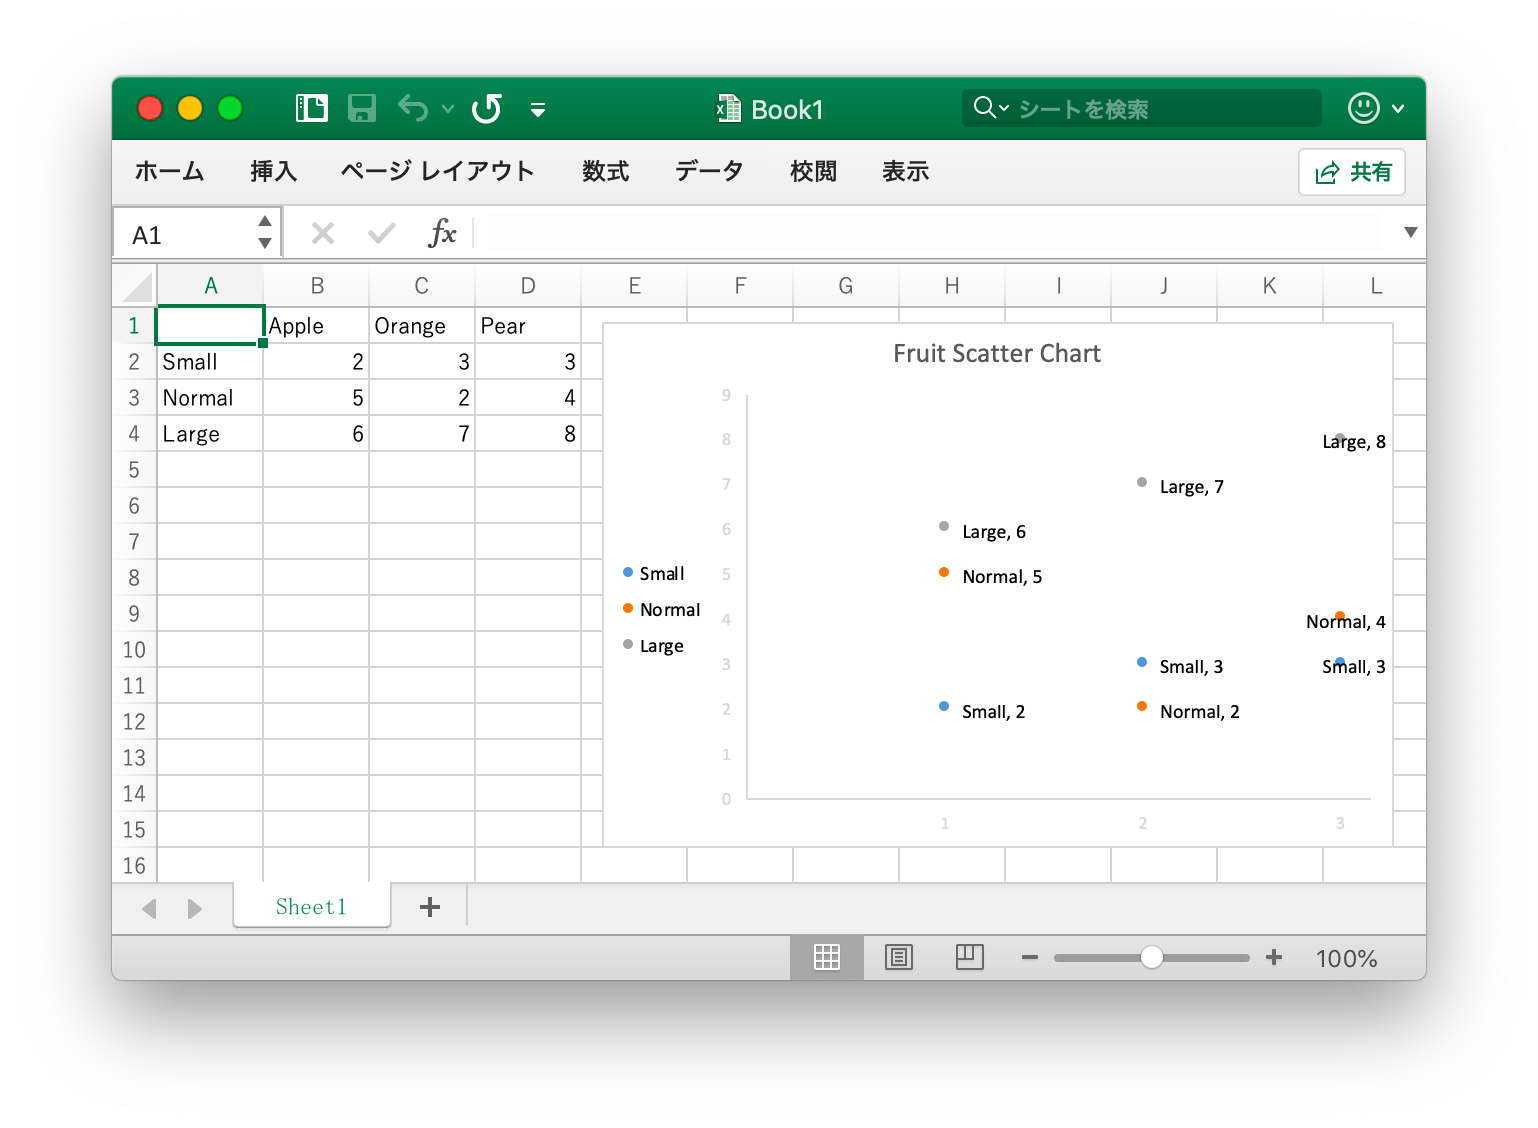 Book1
シートを検索
ホーム 挿入 ページ レイアウト 数式 データ 校閲 表示 共有
A1 fx
A B C D E F G H I J K L
1 Apple Orange Pear
2 Small 2 3 3
3 Normal 5 2 4
4 Large 6 7 8
5
6
7
8
9
10
11
12
13
14
15
16
Fruit Scatter Chart
9
8
7
6
5
4
3
2
1
0
1 2 3
Small
Normal
Large
Large, 8
Large, 7
Large, 6
Normal, 5
Normal, 4
Small, 3 Small, 3
Small, 2 Normal, 2
Sheet1
100%